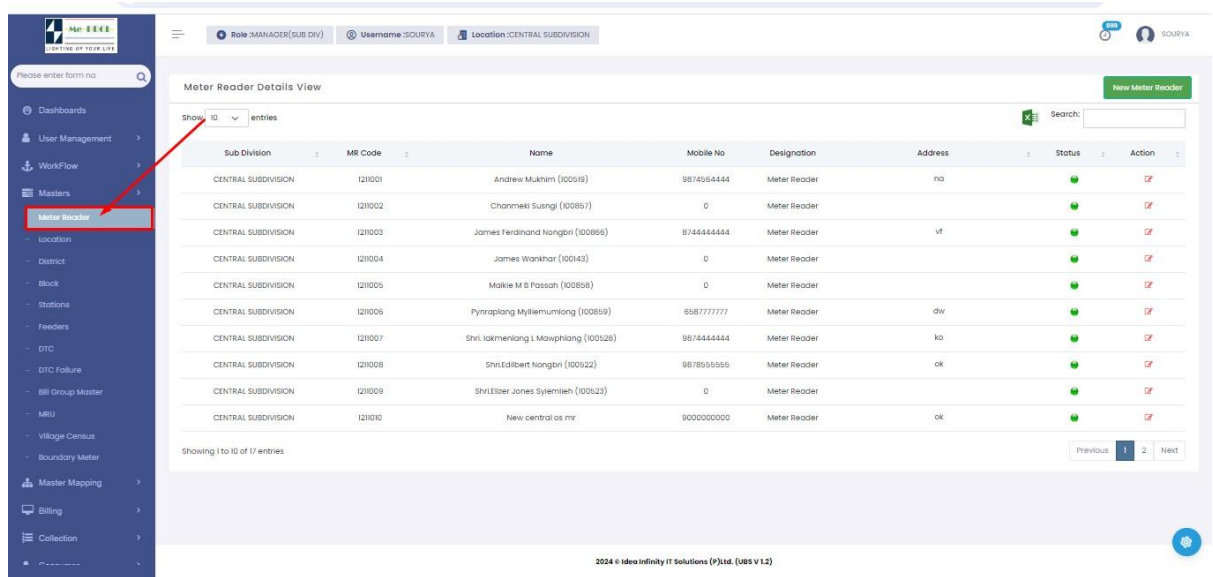 Me-PDCL
LIGHTING UP YOUR LIFE
Role :MANAGER(SUB DIV) Username :SOURYA Location :CENTRAL SUBDIVISION
899
SOURYA
Please enter form no
Dashboards
User Management
WorkFlow
Masters
Meter Reader
- Location
- District
- Block
- Stations
- Feeders
- DTC
- DTC Failure
- Bill Group Master
- MRU
- Village Census
- Boundary Meter
Master Mapping
Billing
Collection
Consumer
Meter Reader Details View New Meter Reader
Show 10 entries Search:
Sub Division MR Code Name Mobile No Designation Address Status Action
CENTRAL SUBDIVISION 1211001 Andrew Mukhim (100519) 9874564444 Meter Reader na
CENTRAL SUBDIVISION 1211002 Chanmeki Susngi (100857) 0 Meter Reader
CENTRAL SUBDIVISION 1211003 James Ferdinand Nongbri (100866) 8744444444 Meter Reader vf
CENTRAL SUBDIVISION 1211004 James Wankhar (100143) 0 Meter Reader
CENTRAL SUBDIVISION 1211005 Maikie M B Passah (100858) 0 Meter Reader
CENTRAL SUBDIVISION 1211006 Pynraplang Mylliemumlong (100859) 6587777777 Meter Reader dw
CENTRAL SUBDIVISION 1211007 Shri. Iakmenlang L Mawphlang (100528) 9874444444 Meter Reader ko
CENTRAL SUBDIVISION 1211008 Shri.Edilbert Nongbri (100522) 9878555555 Meter Reader ok
CENTRAL SUBDIVISION 1211009 Shri.Elizer Jones Syiemlieh (100523) 0 Meter Reader
CENTRAL SUBDIVISION 1211010 New central os mr 9000000000 Meter Reader ok
Showing 1 to 10 of 17 entries Previous 1 2 Next
2024 © Idea Infinity IT Solutions (P)Ltd. (UBS V 1.2)